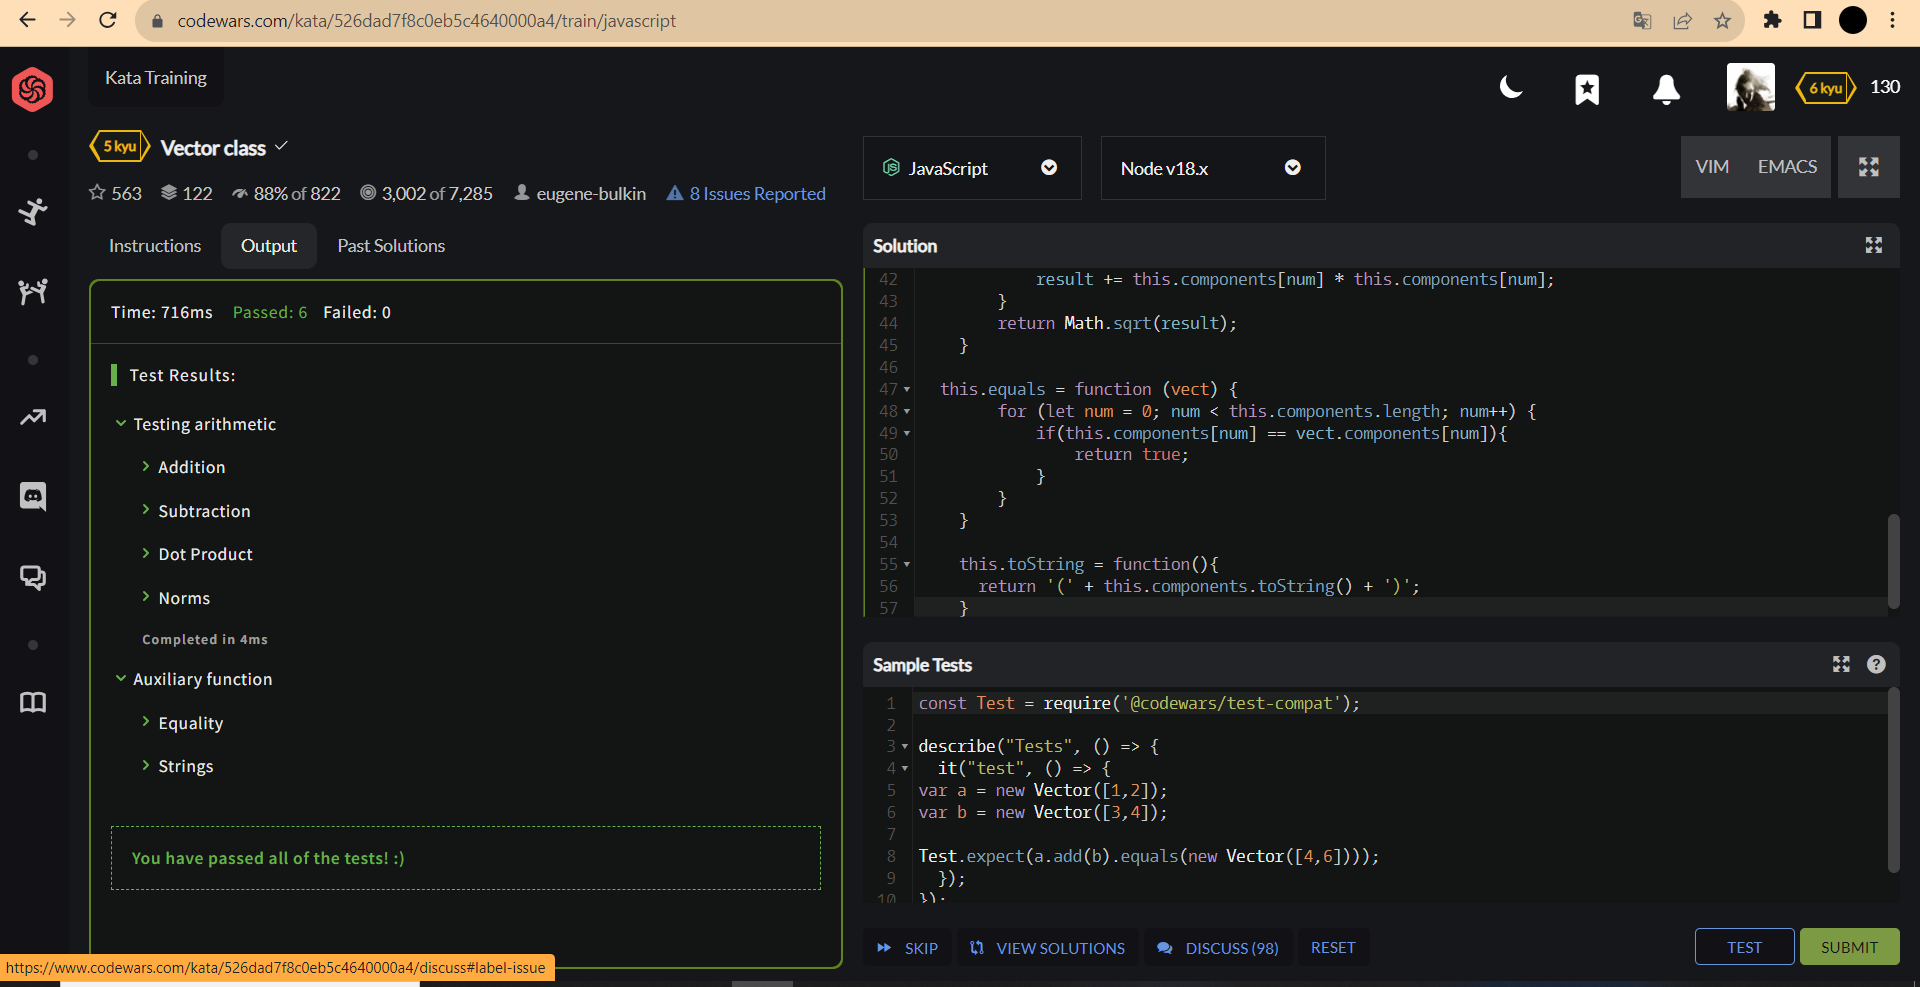 codewars.com/kata/526dad7f8c0eb5c4640000a4/train/javascript
Kata Training
6 kyu
130
5 kyu
Vector class
563
122
88% of 822
3,002 of 7,285
eugene-bulkin
8 Issues Reported
Instructions
Output
Past Solutions
Time: 716ms
Passed: 6
Failed: 0
Test Results:
Testing arithmetic
Addition
Subtraction
Dot Product
Norms
Completed in 4ms
Auxiliary function
Equality
Strings
You have passed all of the tests! :)
https://www.codewars.com/kata/526dad7f8c0eb5c4640000a4/discuss#label-issue
JavaScript
Node v18.x
VIM
EMACS
Solution
42 result += this.components[num] * this.components[num];
43 }
44 return Math.sqrt(result);
45 }
46
47 this.equals = function (vect) {
48 for (let num = 0; num < this.components.length; num++) {
49 if(this.components[num] == vect.components[num]){
50 return true;
51 }
52 }
53 }
54
55 this.toString = function(){
56 return '(' + this.components.toString() + ')';
57 }
Sample Tests
?
1 const Test = require('@codewars/test-compat');
2
3 describe("Tests", () => {
4 it("test", () => {
5 var a = new Vector([1,2]);
6 var b = new Vector([3,4]);
7
8 Test.expect(a.add(b).equals(new Vector([4,6])));
9 });
10 });
SKIP
VIEW SOLUTIONS
DISCUSS (98)
RESET
TEST
SUBMIT